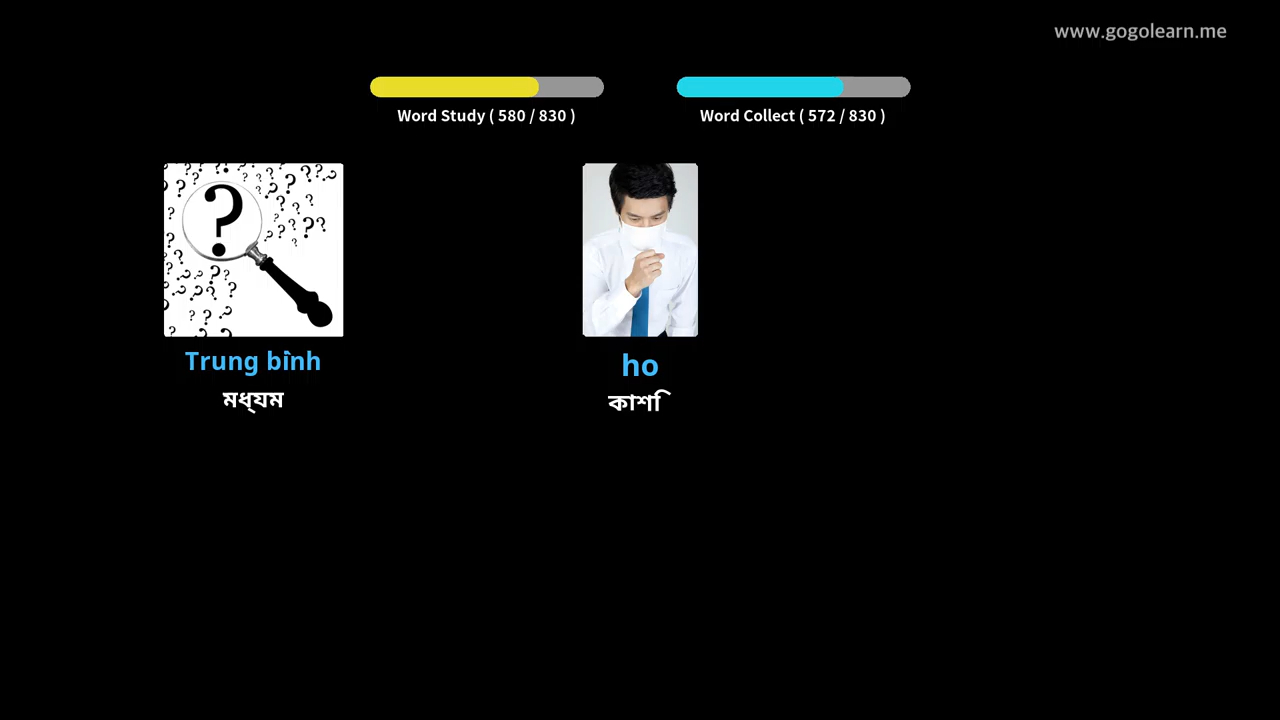 www.gogolearn.me
Word Study ( 580 / 830 )
Word Collect ( 572 / 830 )
Trung bình
মধ্যম
ho
কাশি